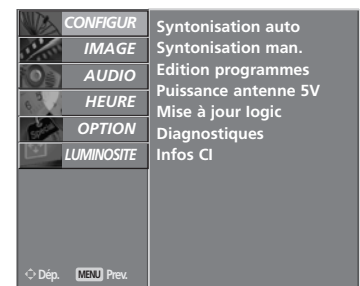 CONFIGUR
IMAGE
AUDIO
HEURE
OPTION
LUMINOSITE
Dép. MENU Prev.
Syntonisation auto
Syntonisation man.
Edition programmes
Puissance antenne 5V
Mise à jour logic
Diagnostiques
Infos CI